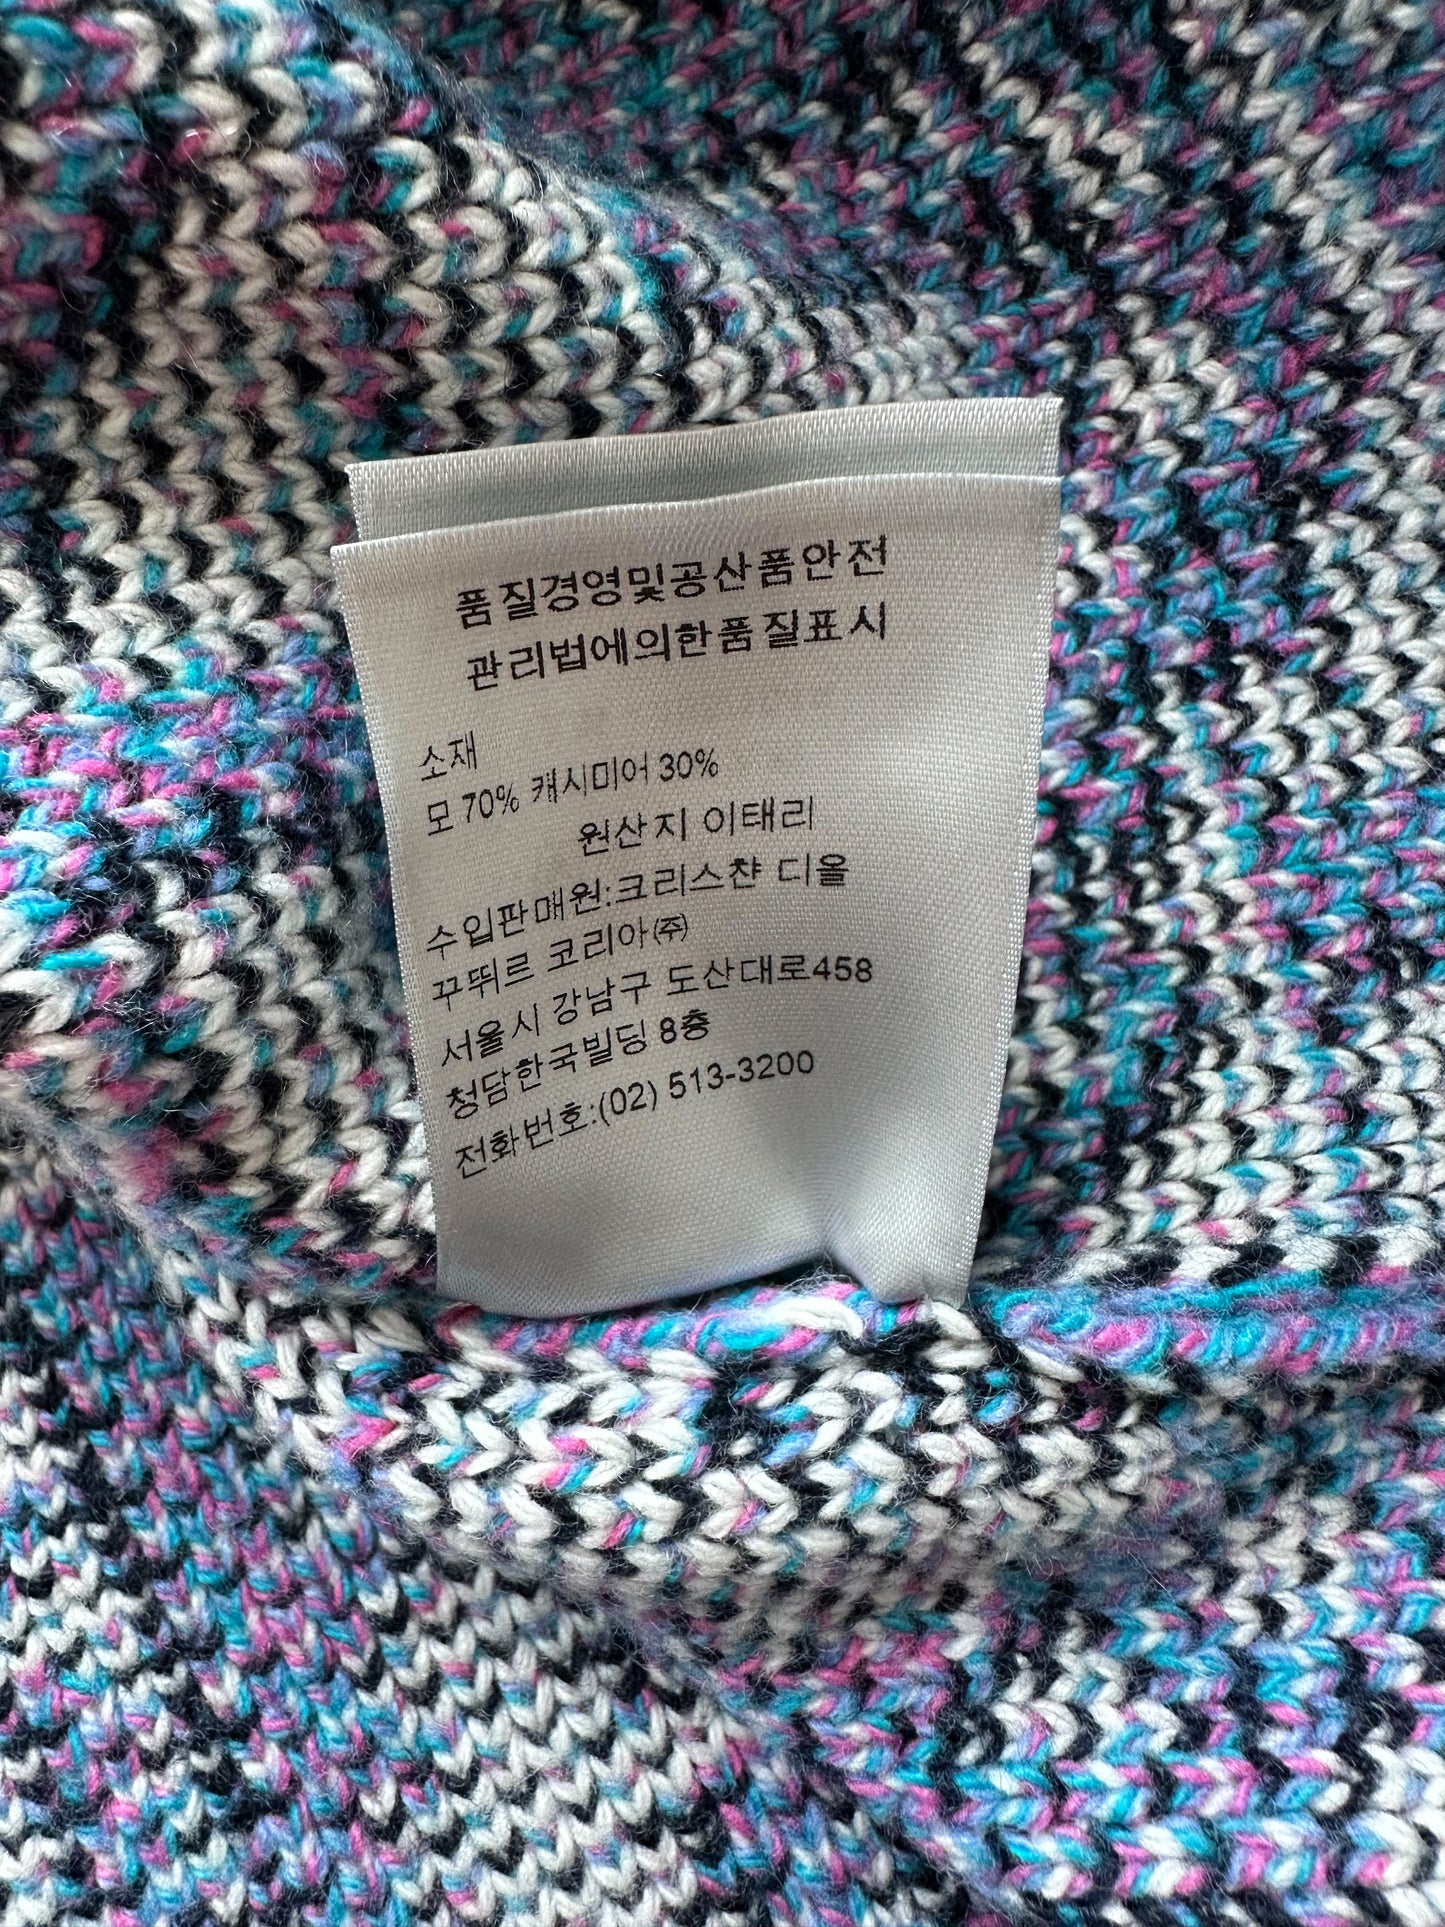 품질경영및공산품안전
관리법에의한품질표시
소재
모 70% 캐시미어 30%
원산지 이태리
수입판매원:크리스챤 디올
꾸뛰르 코리아㈜
서울시 강남구 도산대로458
청담한국빌딩 8층
전화번호:(02) 513-3200